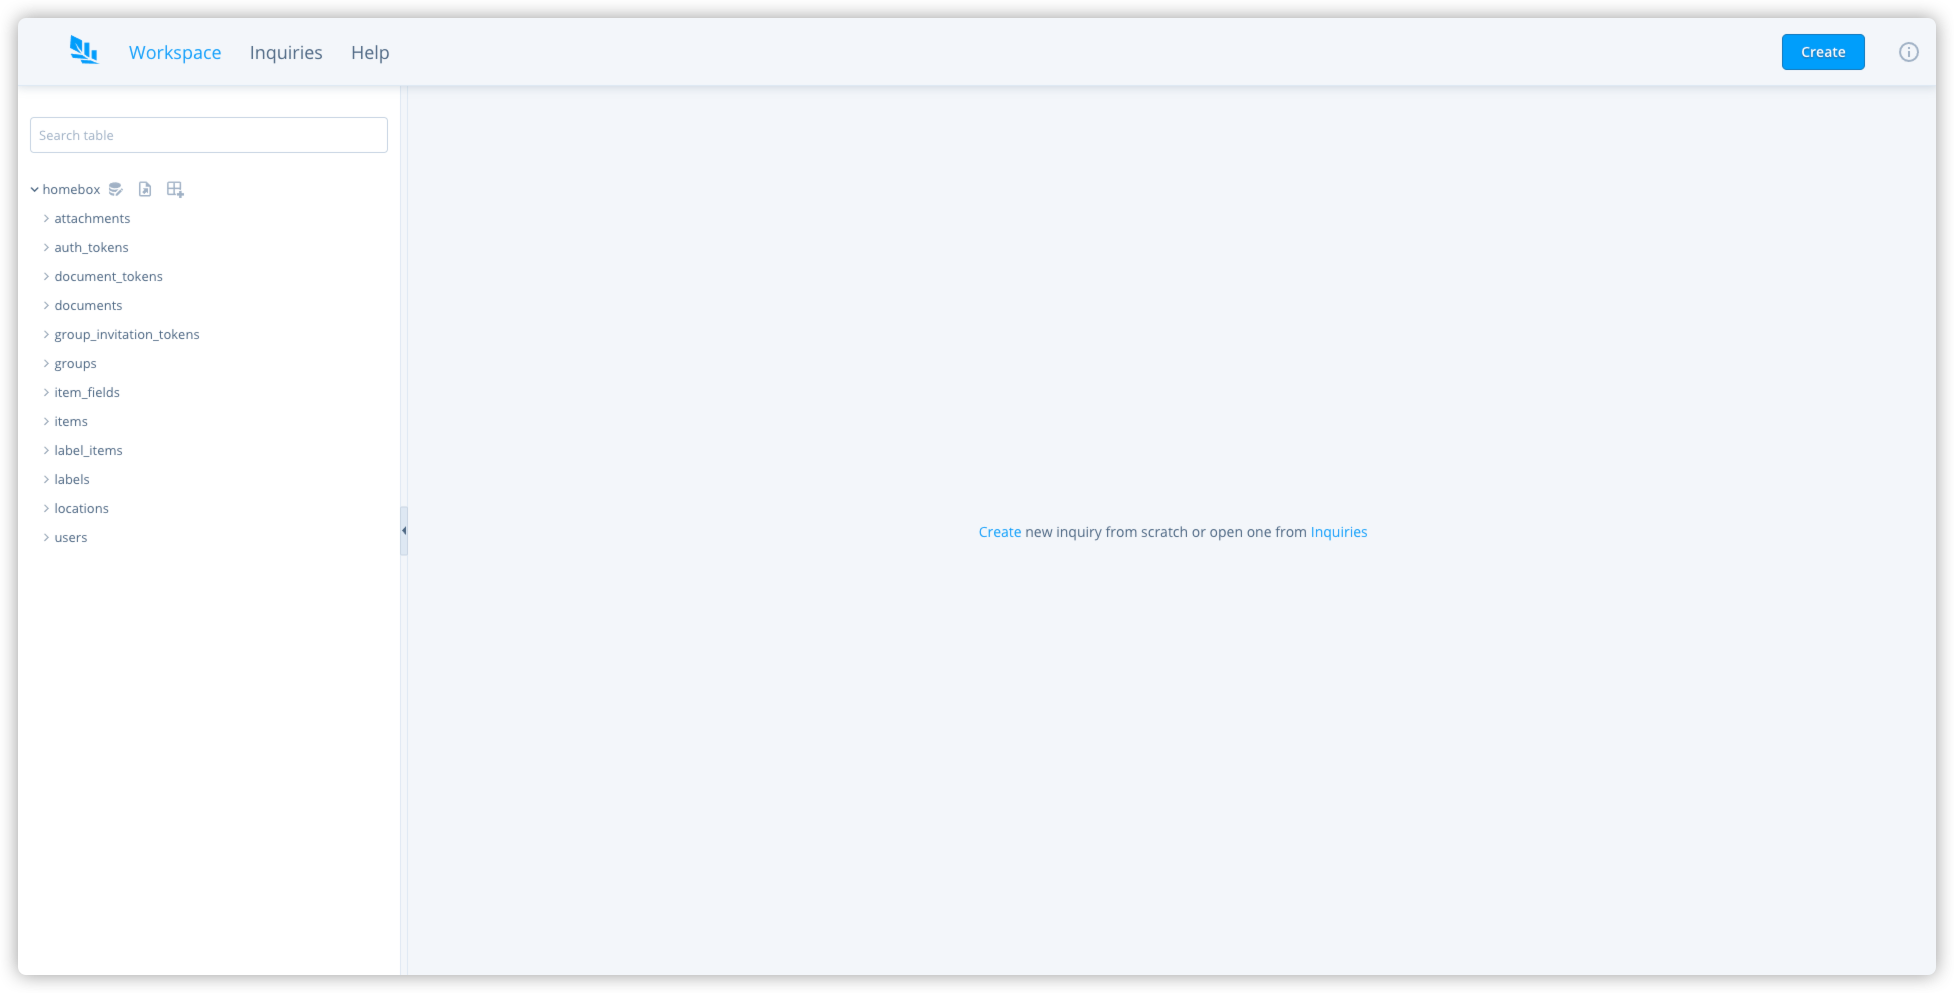 Workspace Inquiries Help Create
Search table
homebox
attachments
auth_tokens
document_tokens
documents
group_invitation_tokens
groups
item_fields
items
label_items
labels
locations
users
Create new inquiry from scratch or open one from Inquiries